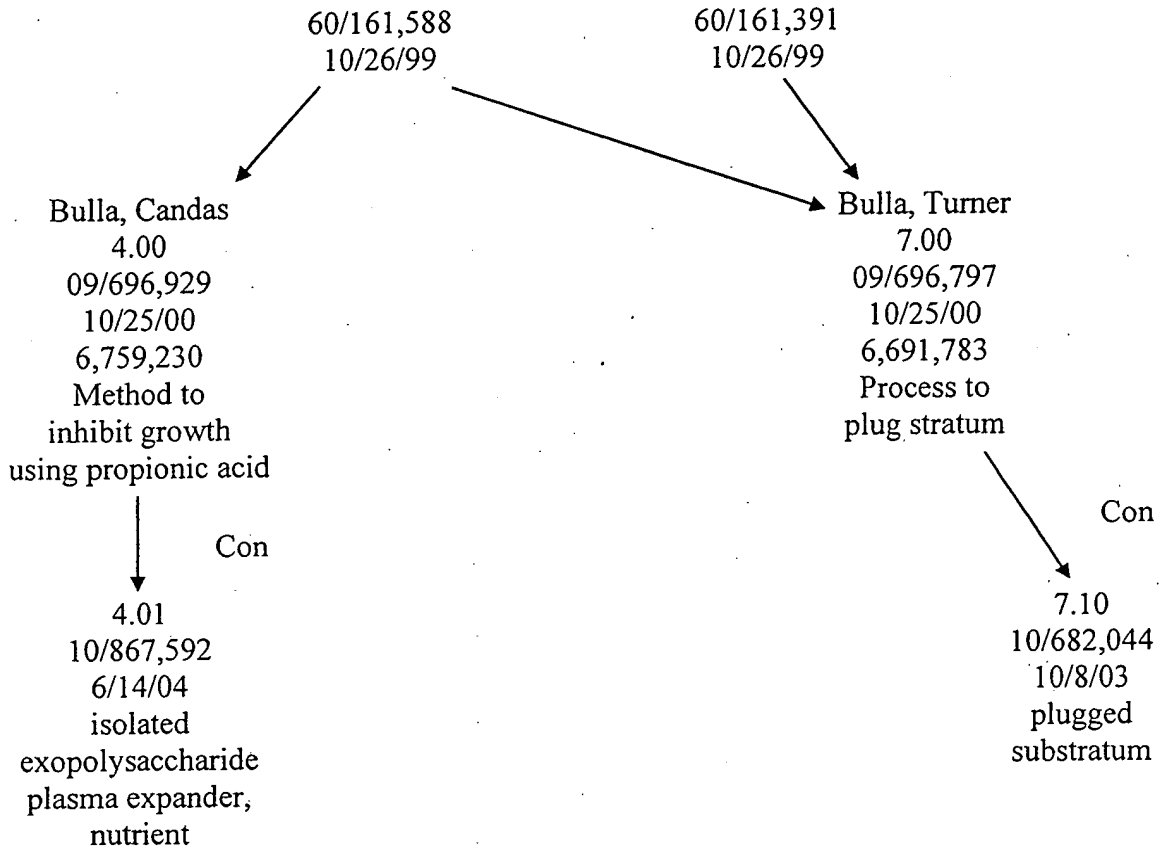 60/161,588
10/26/99
60/161,391
10/26/99
Bulla, Candas
4.00
09/696,929
10/25/00
6,759,230
Method to
inhibit growth
using propionic acid
Bulla, Turner
7.00
09/696,797
10/25/00
6,691,783
Process to
plug stratum
Con
Con
4.01
10/867,592
6/14/04
isolated
exopolysaccharide
plasma expander,
nutrient
7.10
10/682,044
10/8/03
plugged
substratum